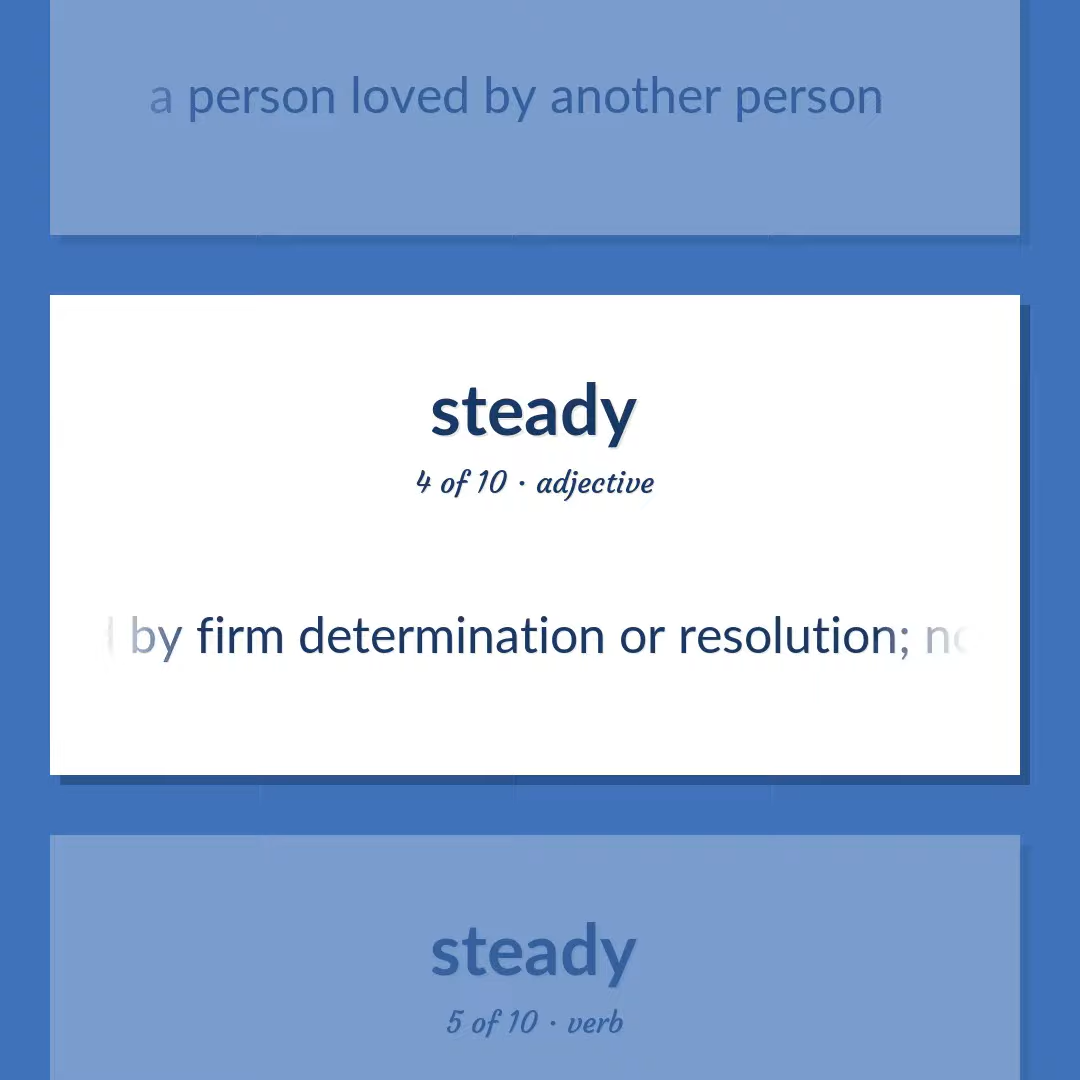 a person loved by another person
steady
4 of 10 · adjective
by firm determination or resolution;
steady
5 of 10 · verb